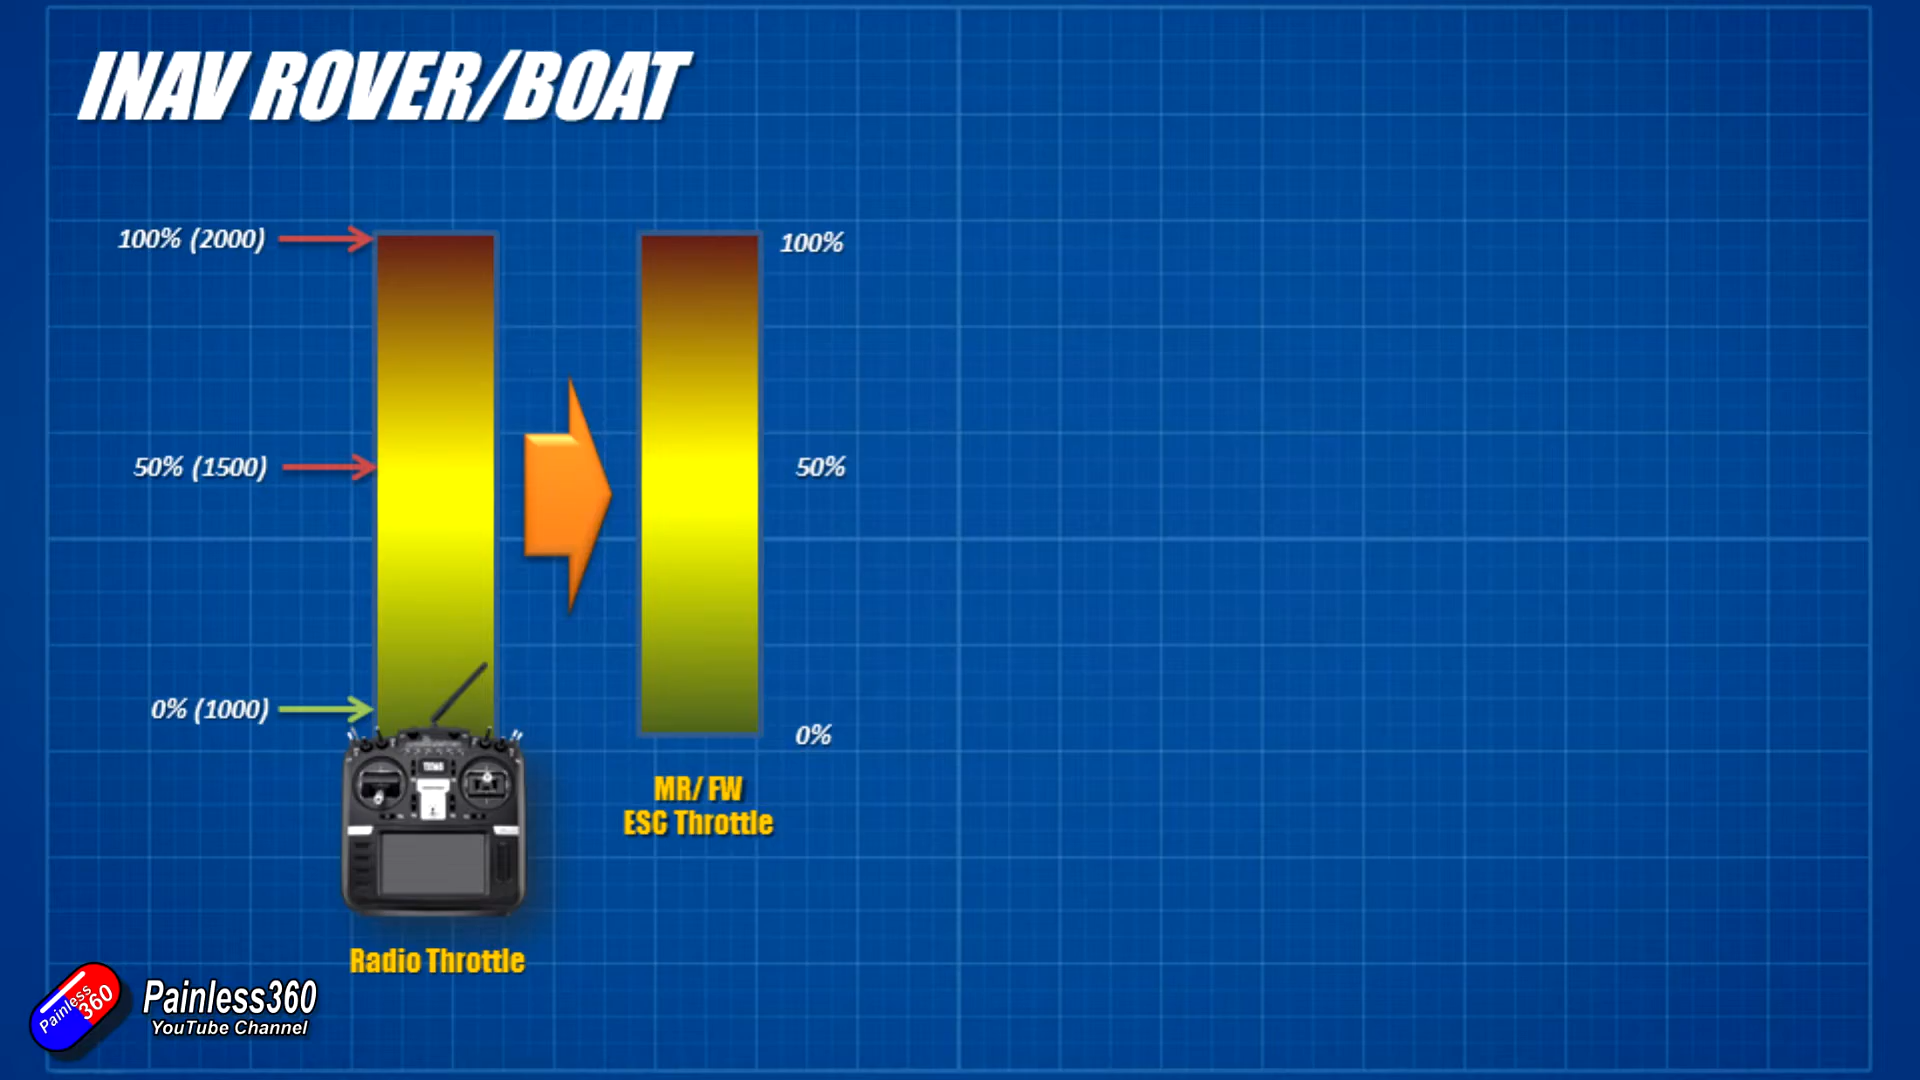 INAV ROVER/BOAT
100% (2000)
100%
50% (1500)
50%
0% (1000)
0%
MR/ FW
ESC Throttle
Radio Throttle
Painless
360
Painless360
YouTube Channel